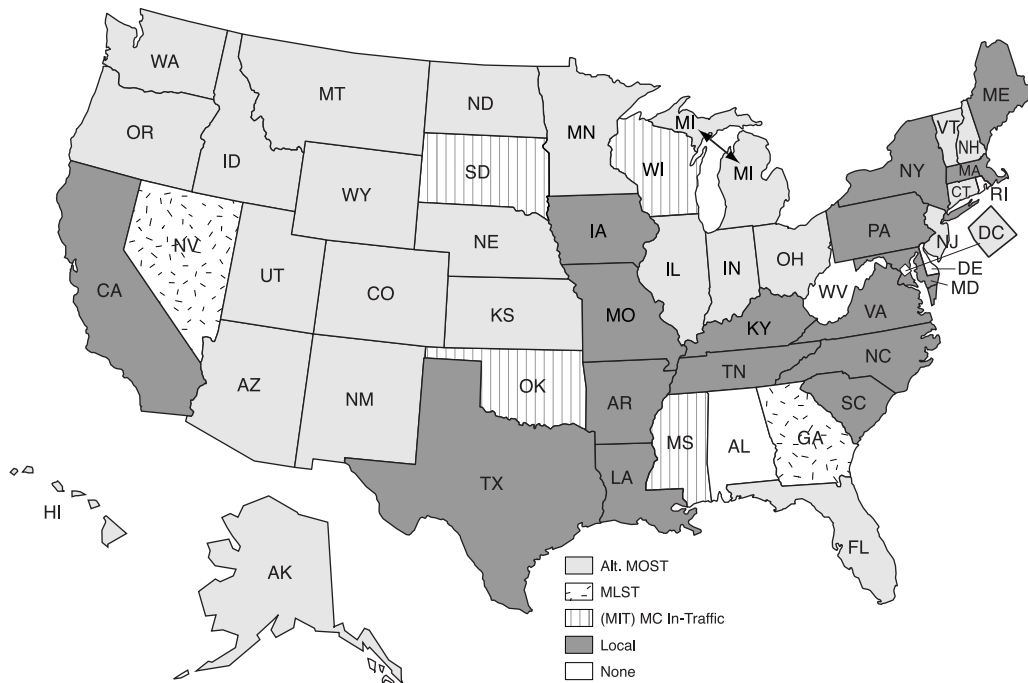 WA
MT
ND
MN
MI
ME
VT
NH
OR
ID
SD
WI
MI
NY
MA
CT
RI
WY
IA
PA
NV
NE
IL
IN
OH
NJ
DC
DE
MD
CA
UT
CO
KS
MO
WV
KY
VA
AZ
NM
OK
AR
TN
NC
SC
MS
AL
GA
TX
LA
HI
AK
FL
Alt. MOST
MLST
(MIT) MC In-Traffic
Local
None